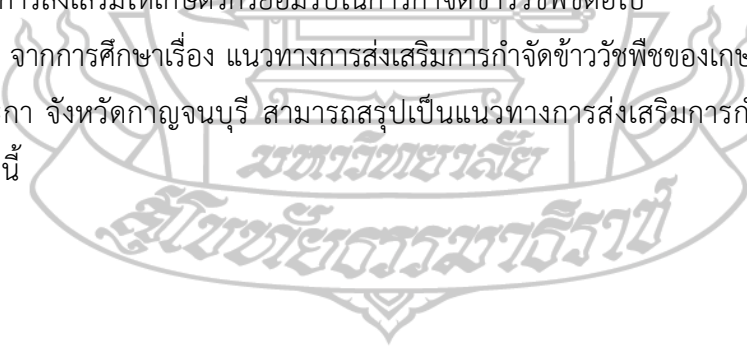 การส่งเสริมให้เกษตรกรยอมรับในการกำจัดข้าววัชพืชต่อไป
จากการศึกษาเรื่อง แนวทางการส่งเสริมการกำจัดข้าววัชพืชของเกษ
กา จังหวัดกาญจนบุรี สามารถสรุปเป็นแนวทางการส่งเสริมการกำ
นี้
มหาวิทยาลัย
สุโขทัยธรรมาธิราช